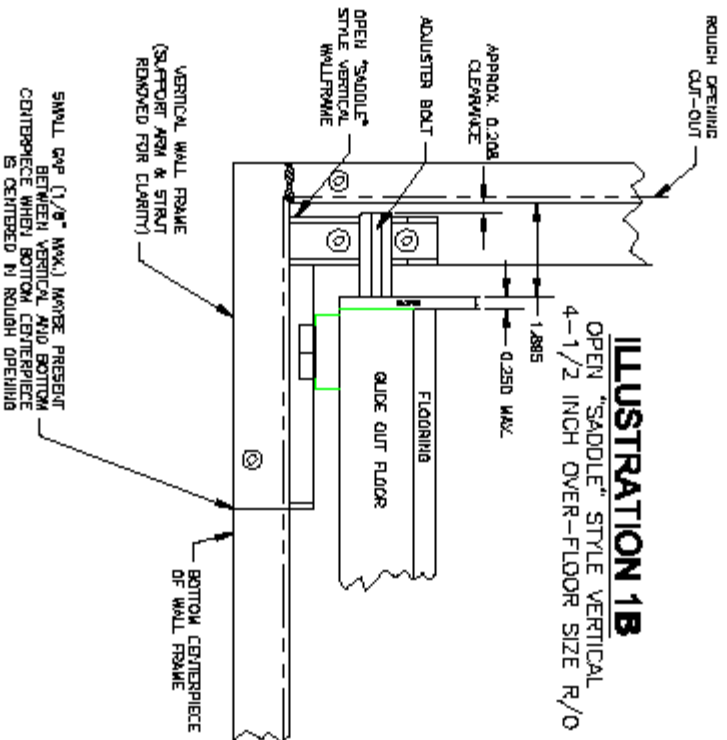 ILLUSTRATION 1B
OPEN "SADDLE" STYLE VERTICAL
4-1/2 INCH OVER-FLOOR SIZE R/O
ROUGH OPENING
CUT-OUT
APPROX. 0.208
CLEARANCE
ADJUSTER BOLT
OPEN "SADDLE"
STYLE VERTICAL
WALLFRAME
VERTICAL WALL FRAME
(SUPPORT ARM & STRUT
REMOVED FOR CLARITY)
SMALL GAP (1/8" MAX.) MAYBE PRESENT
BETWEEN VERTICAL AND BOTTOM
CENTERPIECE WHEN BOTTOM CENTERPIECE
IS CENTERED IN ROUGH OPENING
1.885
0.250 MAX.
FLOORING
GLIDE OUT FLOOR
BOTTOM CENTERPIECE
OF WALL FRAME